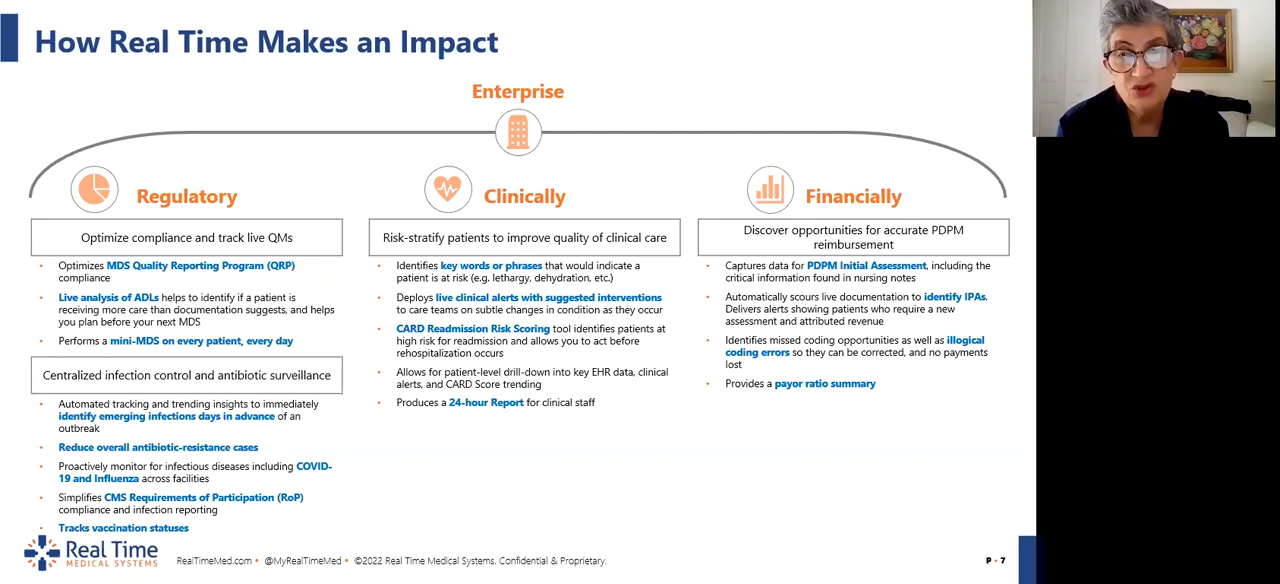 How Real Time Makes an Impact
Enterprise
Regulatory
Optimize compliance and track live QMs
• Optimizes MDS Quality Reporting Program (QRP)
compliance
• Live analysis of ADLs helps to identify if a patient is
receiving more care than documentation suggests, and helps
you plan before your next MDS
• Performs a mini-MDS on every patient, every day
Centralized infection control and antibiotic surveillance
• Automated tracking and trending insights to immediately
identify emerging infections days in advance of an
outbreak
• Reduce overall antibiotic-resistance cases
• Proactively monitor for infectious diseases including COVID-
19 and Influenza across facilities
• Simplifies CMS Requirements of Participation (RoP)
compliance and infection reporting
• Tracks vaccination statuses
Clinically
Risk-stratify patients to improve quality of clinical care
• Identifies key words or phrases that would indicate a
patient is at risk (e.g. lethargy, dehydration, etc.)
• Deploys live clinical alerts with suggested interventions
to care teams on subtle changes in condition as they occur
• CARD Readmission Risk Scoring tool identifies patients at
high risk for readmission and allows you to act before
rehospitalization occurs
• Allows for patient-level drill-down into key EHR data, clinical
alerts, and CARD Score trending
• Produces a 24-hour Report for clinical staff
Financially
Discover opportunities for accurate PDPM
reimbursement
• Captures data for PDPM Initial Assessment, including the
critical information found in nursing notes
• Automatically scours live documentation to identify IPAs.
Delivers alerts showing patients who require a new
assessment and attributed revenue
• Identifies missed coding opportunities as well as illogical
coding errors so they can be corrected, and no payments
lost
• Provides a payor ratio summary
Real Time
MEDICAL SYSTEMS
RealTimeMed.com • @MyRealTimeMed • ©2022 Real Time Medical Systems. Confidential & Proprietary.
P • 7